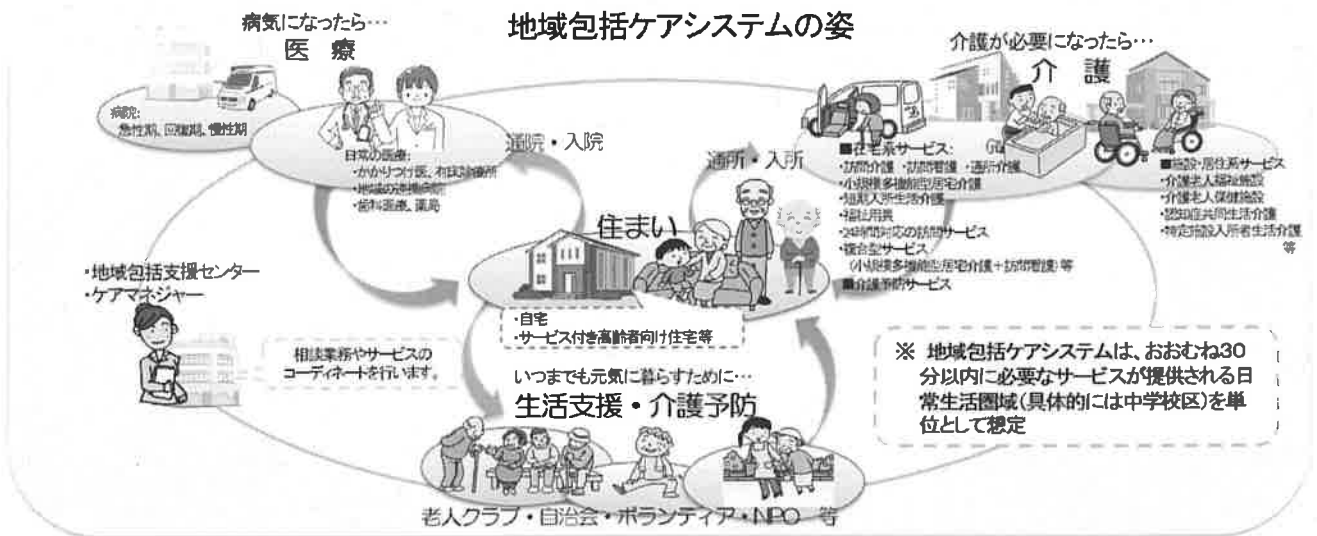 地域包括ケアシステムの姿
病気になったら…
医 療
病院:
急性期、回復期、慢性期
日常の医療:
・かかりつけ医、有床診療所
・地域の連携病院
・歯科医療、薬局
通院・入院
通所・入所
介護が必要になったら…
介 護
■在宅系サービス:
・訪問介護 ・訪問看護 ・通所介護
・小規模多機能型居宅介護
・短期入所生活介護
・福祉用具
・24時間対応の訪問サービス
・複合型サービス
(小規模多機能型居宅介護+訪問看護)等
■介護予防サービス
■施設・居住系サービス
・介護老人福祉施設
・介護老人保健施設
・認知症共同生活介護
・特定施設入所者生活介護
等
住まい
・自宅
・サービス付き高齢者向け住宅等
・地域包括支援センター
・ケアマネジャー
相談業務やサービスの
コーディネートを行います。
いつまでも元気に暮らすために…
生活支援・介護予防
老人クラブ・自治会・ボランティア・NPO 等
※ 地域包括ケアシステムは、おおむね30
分以内に必要なサービスが提供される日
常生活圏域(具体的には中学校区)を単
位として想定